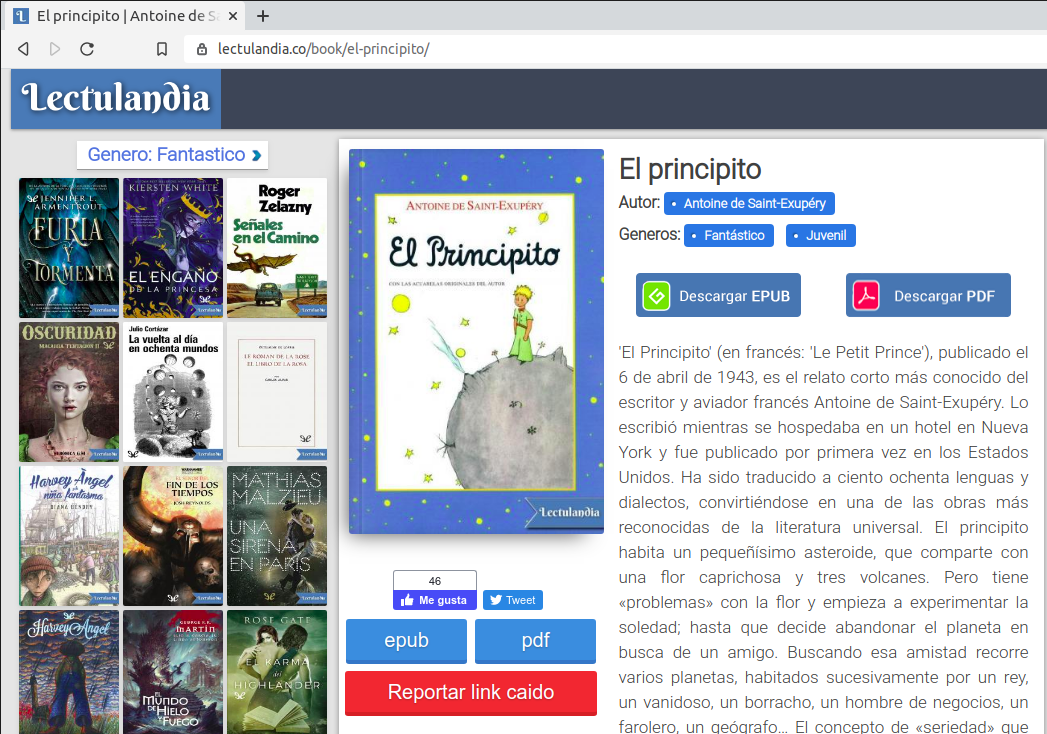 El principito | Antoine de Sa
lectulandia.co/book/el-principito/
Lectulandia
Genero: Fantastico
JENNIFER L. ARMENTROUT
FURIA
Y
TORMENTA
KIERSTEN WHITE
EL ENGAÑO
DE LA PRINCESA
Roger
Zelazny
Señales
en el Camino
OSCURIDAD
Julio Cortázar
La vuelta al día
en ochenta mundos
LE ROMAN DE LA ROSE
EL LIBRO DE LA ROSA
VERÓNICA G.M.
Harvey Angel
y la niña fantasma
DIANA HENDRY
FIN DE LOS
TIEMPOS
JOSH REYNOLDS
MATHIAS
MALZIEU
UNA
SIRENA
EN PARÍS
Harvey Angel
GEORGE R. R.
MARTIN
EL
MUNDO
DE HIELO
Y FUEGO
ROSE GATE
EL KARMA
del
HIGHLANDER
ANTOINE DE SAINT-EXUPÉRY
El Principito
CON LAS ACUARELAS ORIGINALES DEL AUTOR
Lectulandia
46
Me gusta
Tweet
epub
pdf
Reportar link caido
El principito
Autor: • Antoine de Saint-Exupéry
Generos: • Fantástico • Juvenil
Descargar EPUB
Descargar PDF
'El Principito' (en francés: 'Le Petit Prince'), publicado el
6 de abril de 1943, es el relato corto más conocido del
escritor y aviador francés Antoine de Saint-Exupéry. Lo
escribió mientras se hospedaba en un hotel en Nueva
York y fue publicado por primera vez en los Estados
Unidos. Ha sido traducido a ciento ochenta lenguas y
dialectos, convirtiéndose en una de las obras más
reconocidas de la literatura universal. El principito
habita un pequeñísimo asteroide, que comparte con
una flor caprichosa y tres volcanes. Pero tiene
«problemas» con la flor y empieza a experimentar la
soledad; hasta que decide abandonar el planeta en
busca de un amigo. Buscando esa amistad recorre
varios planetas, habitados sucesivamente por un rey,
un vanidoso, un borracho, un hombre de negocios, un
farolero, un geógrafo… El concepto de «seriedad» que